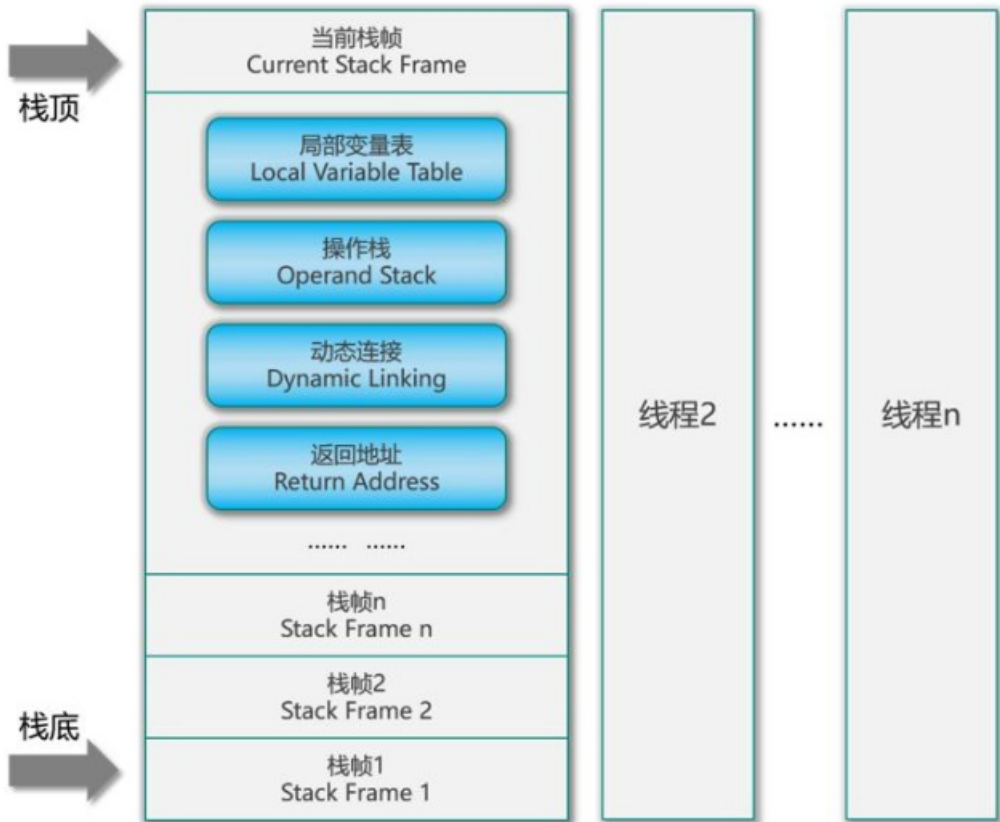 当前栈帧
Current Stack Frame
栈顶
局部变量表
Local Variable Table
操作栈
Operand Stack
动态连接
Dynamic Linking
返回地址
Return Address
...... ......
栈帧n
Stack Frame n
栈帧2
Stack Frame 2
栈底
栈帧1
Stack Frame 1
线程2
......
线程n